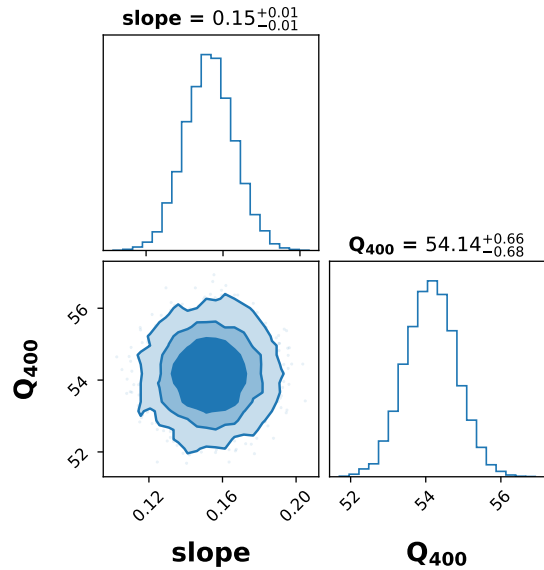 slope = 0.15+0.01 −0.01
Q400 = 54.14+0.66 −0.68
56
54
52
Q400
0.12 0.16 0.20
slope
52 54 56
Q400